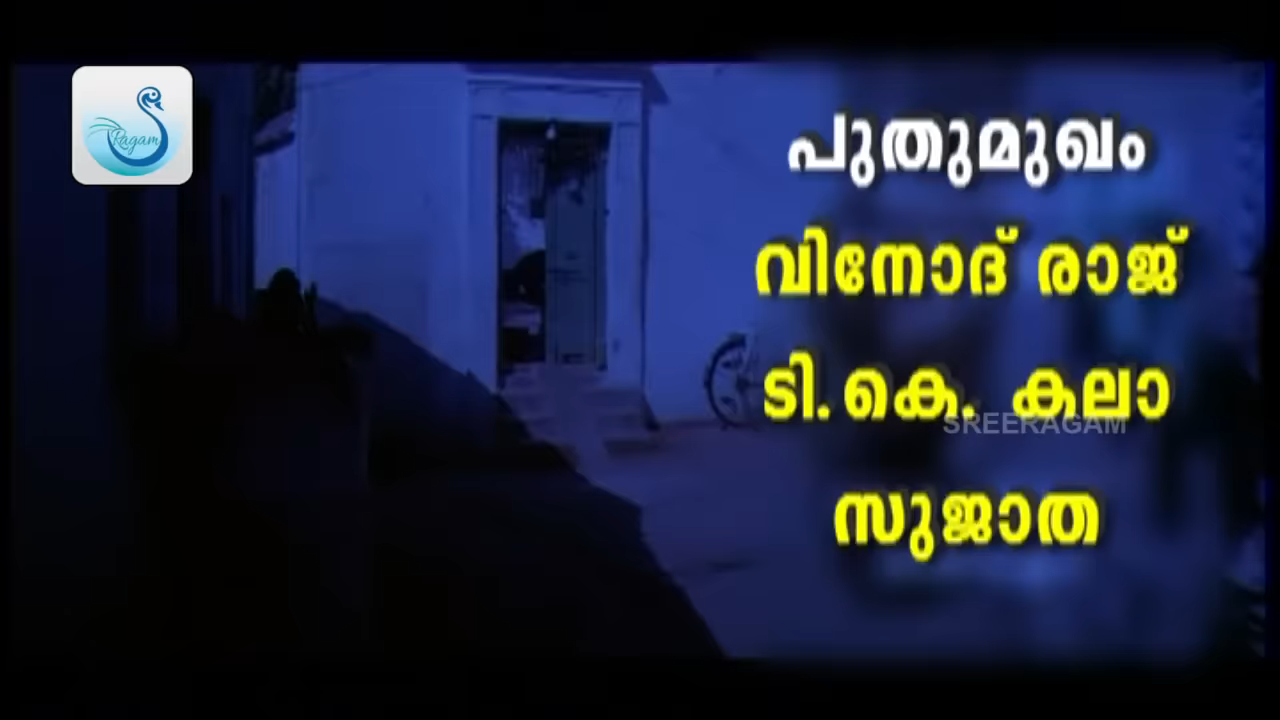 Ragam
പുതുമുഖം
വിനോദ് രാജ്
ടി. കെ. കലാ
SREERAGAM
സുജാത